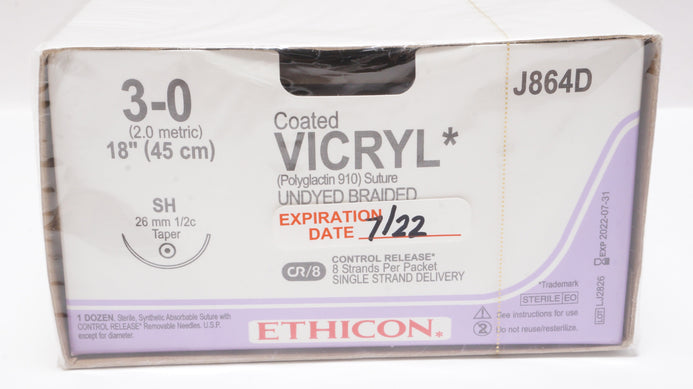 3-0
(2.0 metric)
18" (45 cm)
SH
26 mm 1/2c
Taper
Coated
VICRYL*
(Polyglactin 910) Suture
UNDYED BRAIDED
EXPIRATION
DATE 7/22
CR/8
CONTROL RELEASE*
8 Strands Per Packet
SINGLE STRAND DELIVERY
J864D
EXP 2022-07-31
LOT LJ2826
*Trademark
STERILE EO
See instructions for use
Do not reuse/resterilize.
1 DOZEN. Sterile, Synthetic Absorbable Suture with
CONTROL RELEASE* Removable Needles. U.S.P.
except for diameter.
ETHICON*